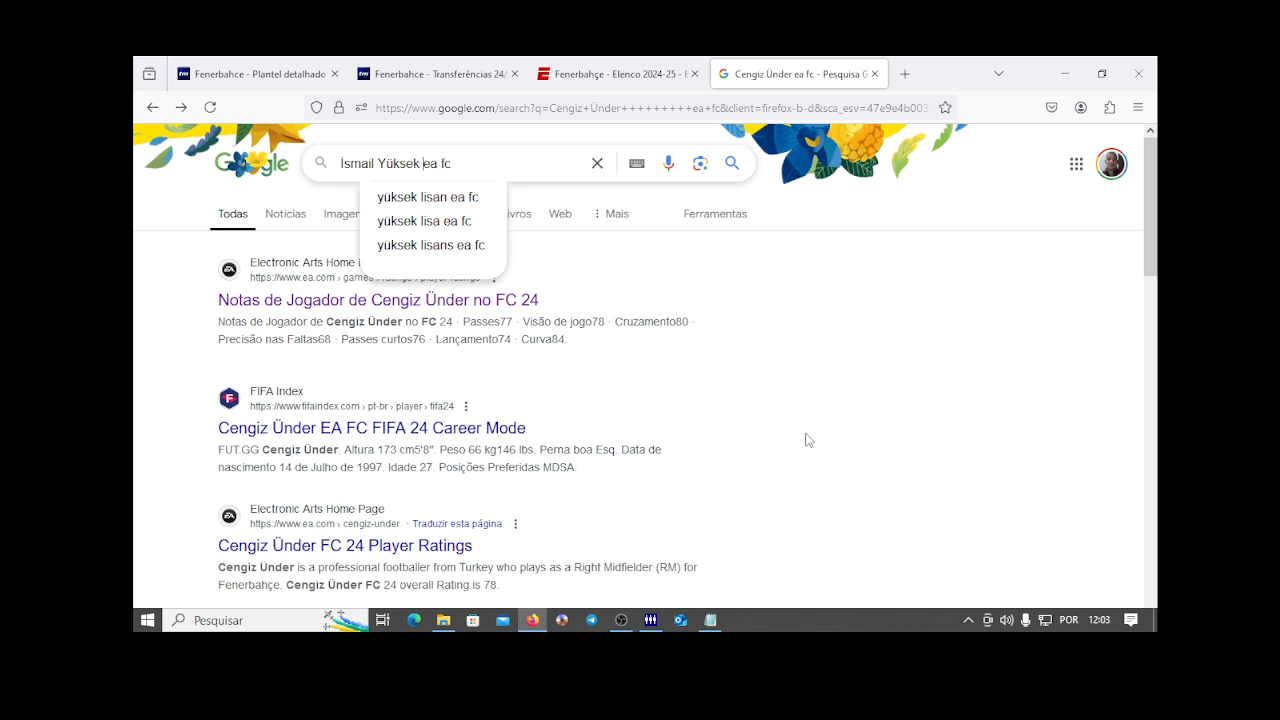 Fenerbahce - Plantel detalhado
Fenerbahce - Transferências 24/
Fenerbahçe - Elenco 2024-25 - E
Cengiz Ünder ea fc - Pesquisa G
https://www.google.com/search?q=Cengiz+Ünder+++++++++ea+fc&client=firefox-b-d&sca_esv=47e9e4b003
Google
İsmail Yüksek ea fc
yüksek lisan ea fc
yüksek lisa ea fc
yüksek lisans ea fc
Todas
Notícias
Imagen
ivros
Web
Mais
Ferramentas
Electronic Arts Home
https://www.ea.com › games › ratings › player-ratings
Notas de Jogador de Cengiz Ünder no FC 24
Notas de Jogador de Cengiz Ünder no FC 24 · Passes77 · Visão de jogo78 · Cruzamento80 ·
Precisão nas Faltas68 · Passes curtos76 · Lançamento74 · Curva84.
FIFA Index
https://www.fifaindex.com › pt-br › player › fifa24
Cengiz Ünder EA FC FIFA 24 Career Mode
FUT.GG Cengiz Ünder. Altura 173 cm5'8". Peso 66 kg146 lbs. Perna boa Esq. Data de
nascimento 14 de Julho de 1997. Idade 27. Posições Preferidas MDSA.
Electronic Arts Home Page
https://www.ea.com › cengiz-under · Traduzir esta página
Cengiz Ünder FC 24 Player Ratings
Cengiz Ünder is a professional footballer from Turkey who plays as a Right Midfielder (RM) for
Fenerbahçe. Cengiz Ünder FC 24 overall Rating is 78.
Pesquisar
POR
12:03